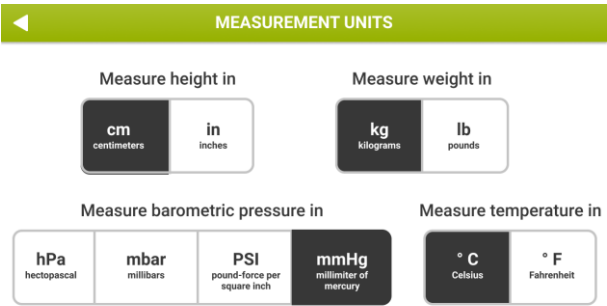 MEASUREMENT UNITS
Measure height in
Measure weight in
cm
centimeters
in
inches
kg
kilograms
lb
pounds
Measure barometric pressure in
Measure temperature in
hPa
hectopascal
mbar
millibars
PSI
pound-force per
square inch
mmHg
millimiter of
mercury
° C
Celsius
° F
Fahrenheit